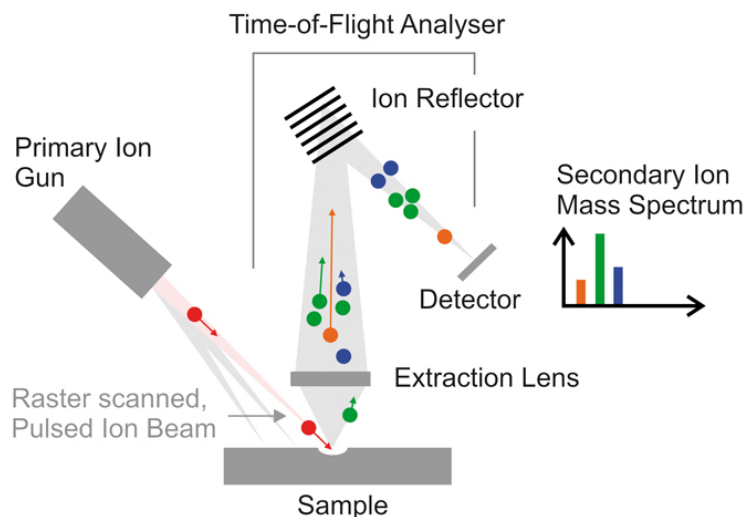 Time-of-Flight Analyser
Ion Reflector
Primary Ion
Gun
Secondary Ion
Mass Spectrum
Detector
Extraction Lens
Raster scanned,
Pulsed Ion Beam
Sample